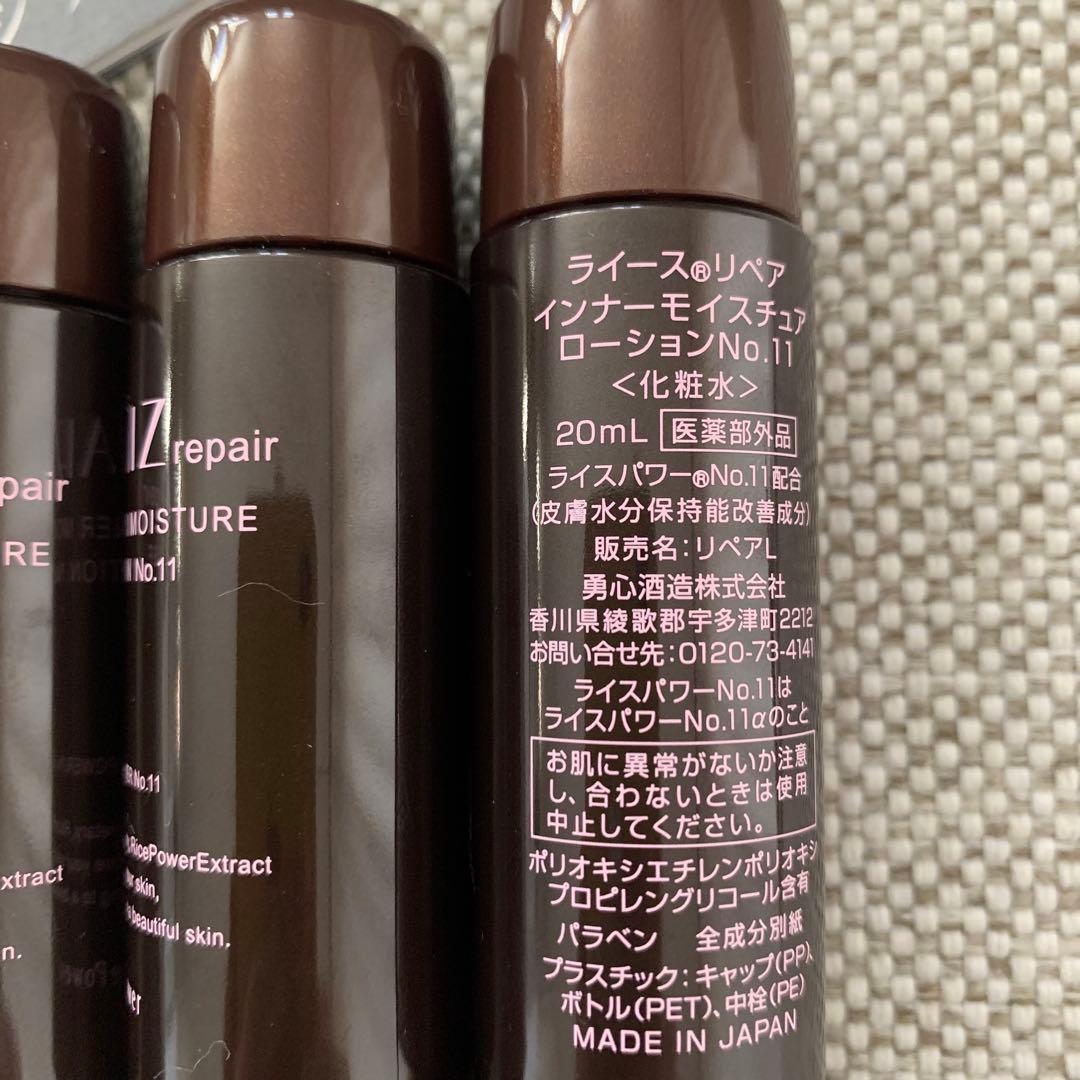 pair
RE
xtract
n.
IZ repair
MOISTURE
No.11
No.11
RicePowerExtract
skin,
beautiful skin.
ライース®リペア
インナーモイスチュア
ローションNo.11
<化粧水>
20mL 医薬部外品
ライスパワー®No.11配合
(皮膚水分保持能改善成分)
販売名:リペアL
勇心酒造株式会社
香川県綾歌郡宇多津町2212
お問い合せ先:0120-73-4141
ライスパワーNo.11は
ライスパワーNo.11αのこと
お肌に異常がないか注意
し、合わないときは使用
中止してください。
ポリオキシエチレンポリオキシ
プロピレングリコール含有
パラベン 全成分別紙
プラスチック:キャップ(PP)、
ボトル(PET)、中栓(PE)
MADE IN JAPAN